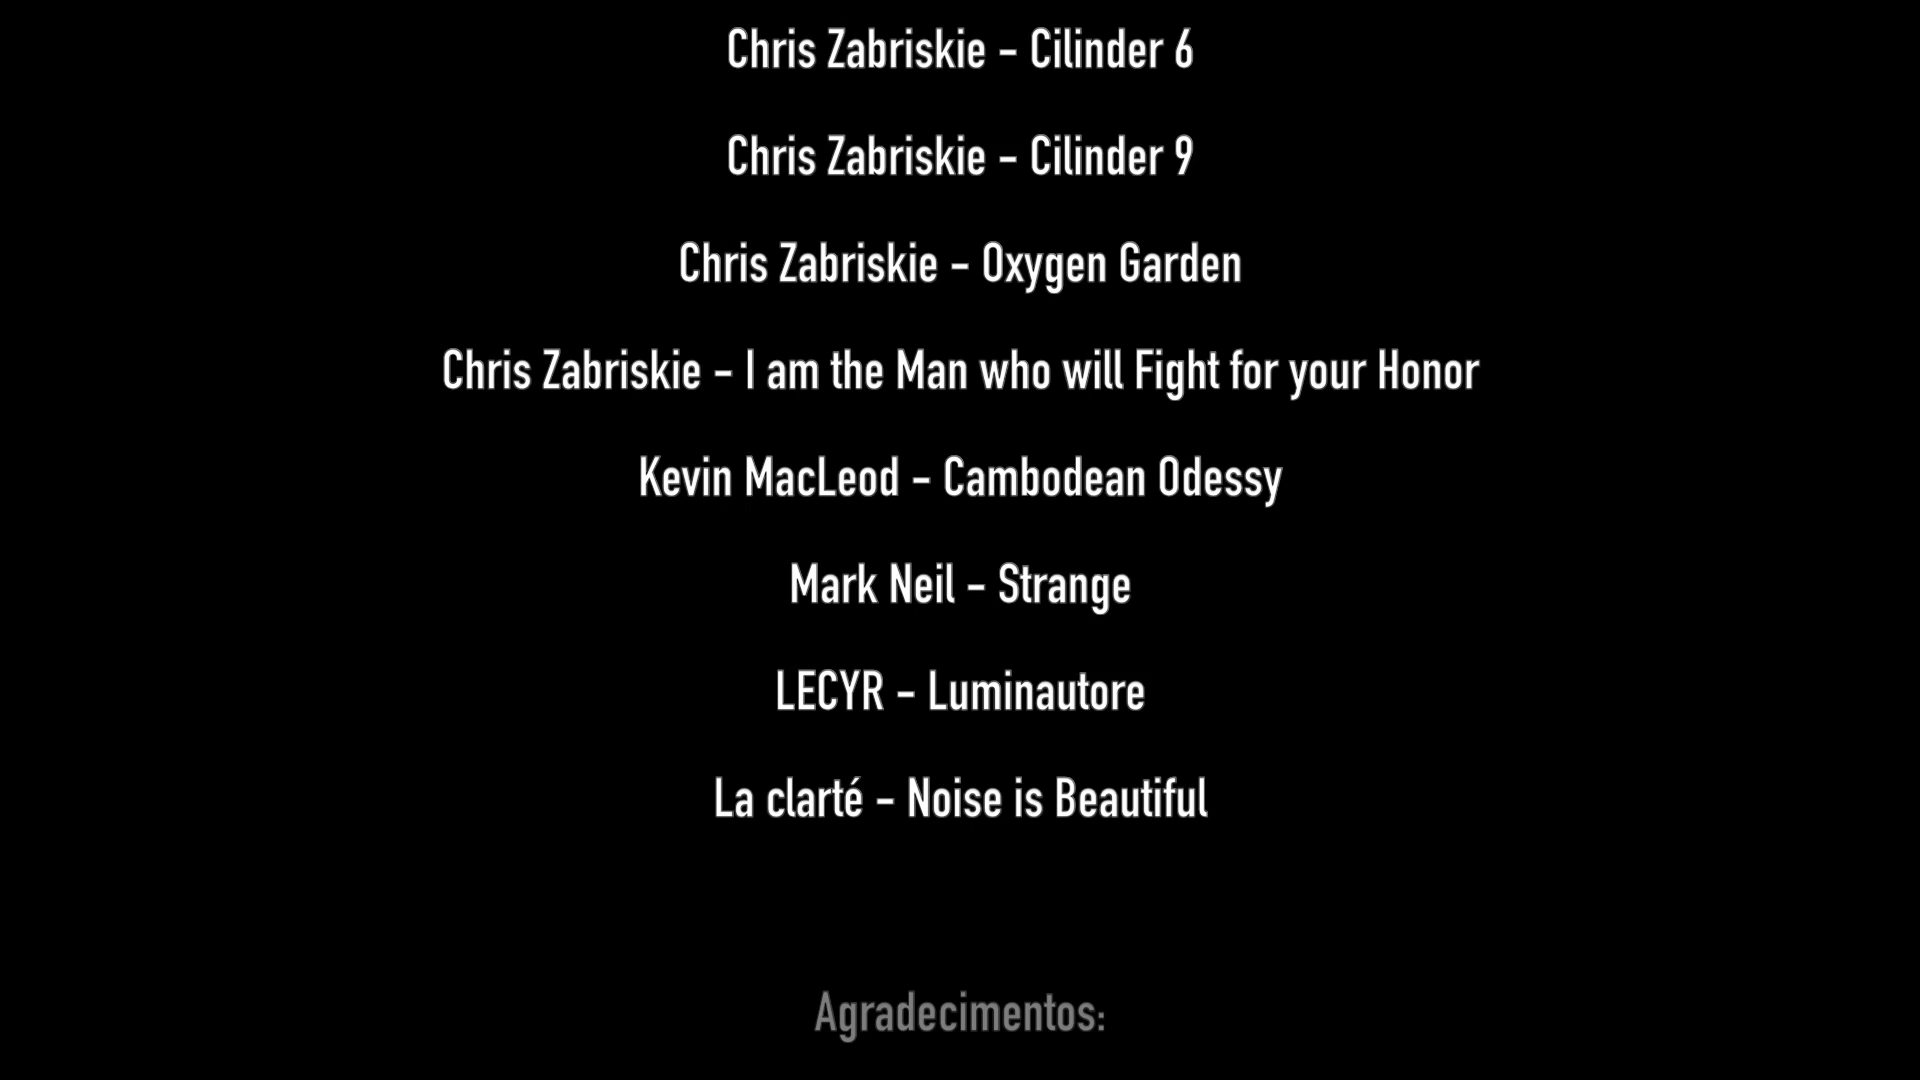 Chris Zabriskie - Cilinder 6
Chris Zabriskie - Cilinder 9
Chris Zabriskie - Oxygen Garden
Chris Zabriskie - I am the Man who will Fight for your Honor
Kevin MacLeod - Cambodean Odessy
Mark Neil - Strange
LECYR - Luminautore
La clarté - Noise is Beautiful
Agradecimentos: